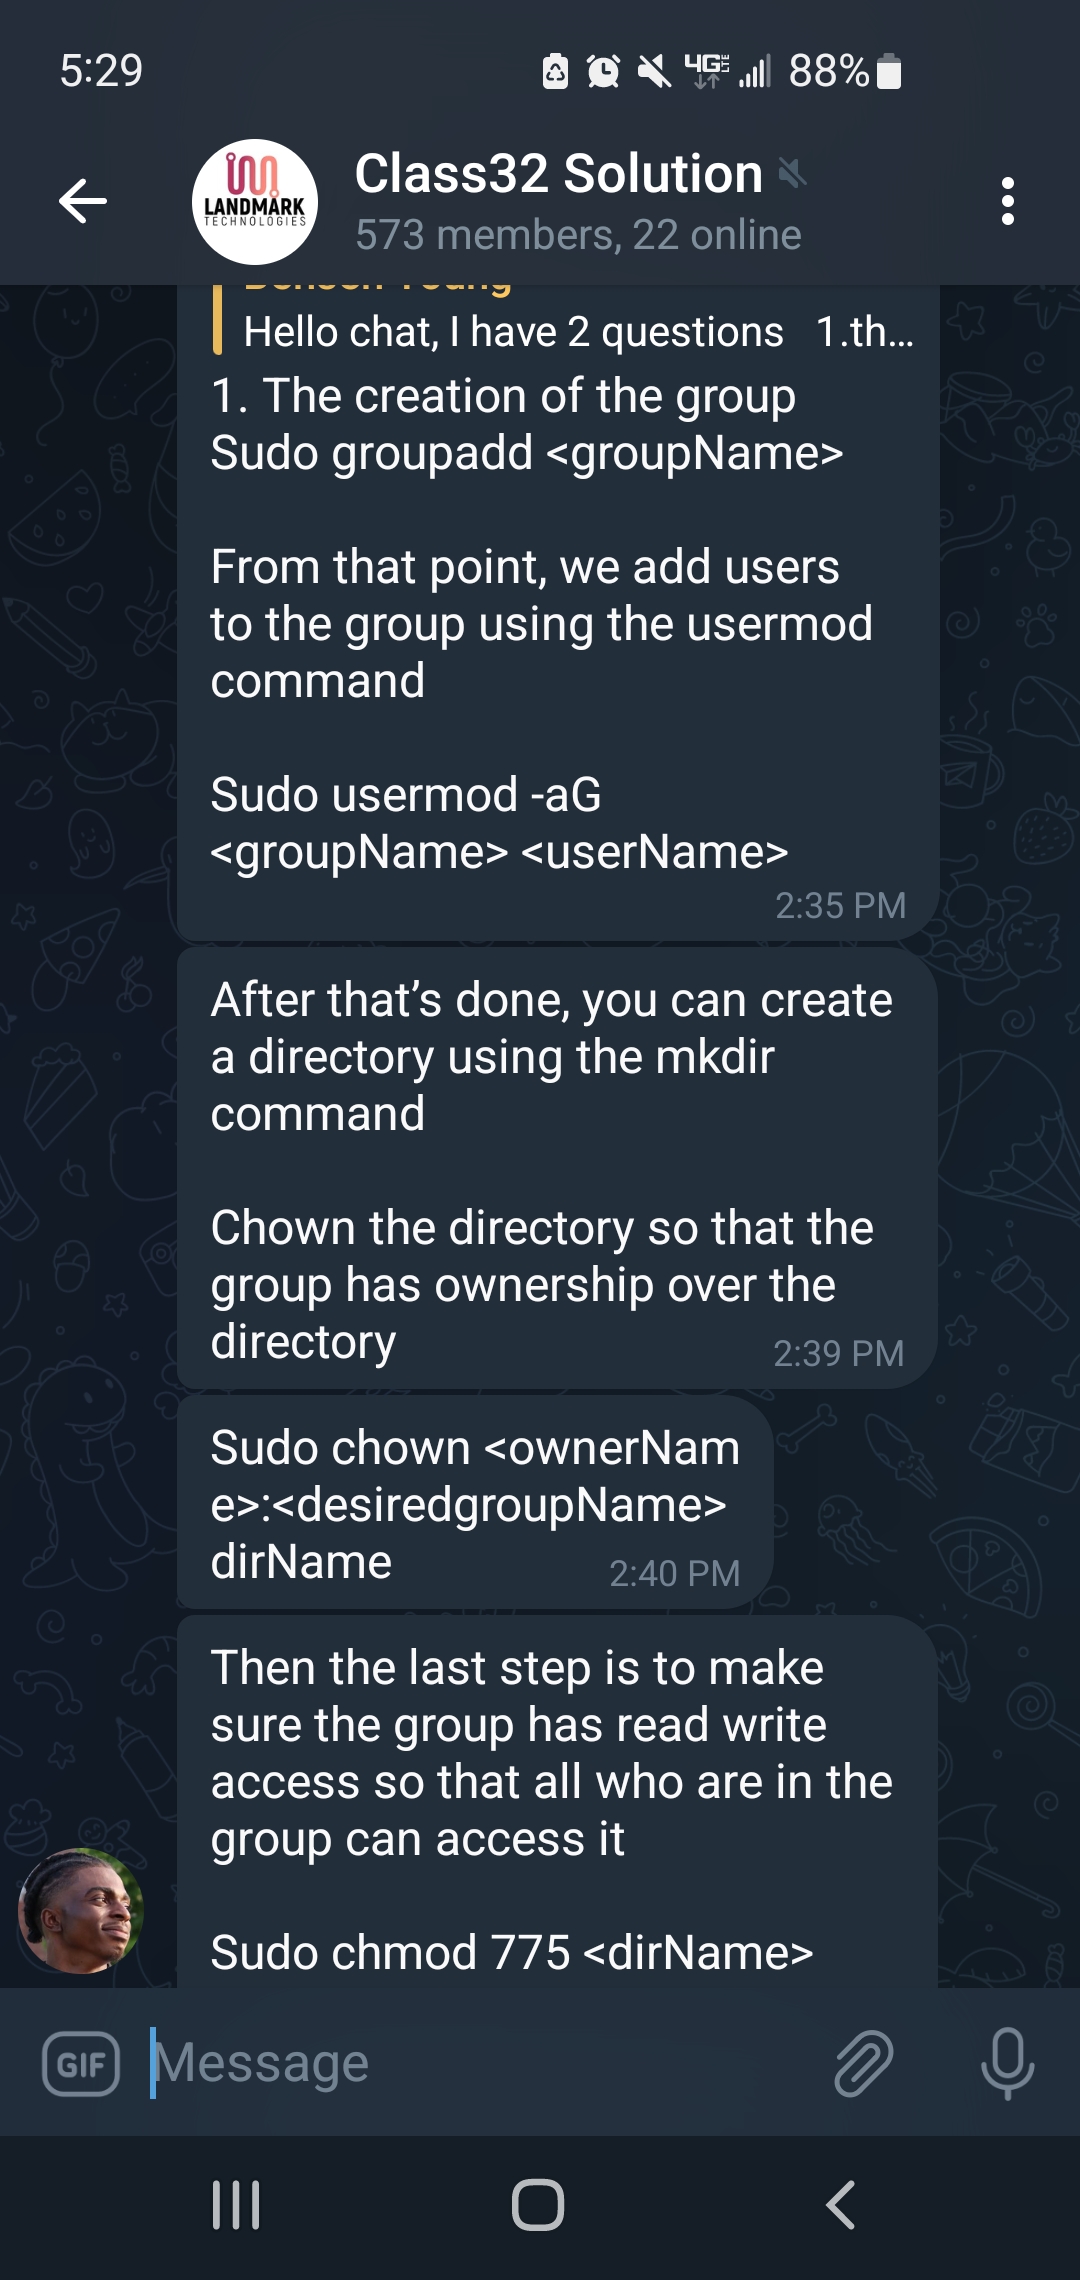 5:29
4G LTE 88%
LANDMARK
TECHNOLOGIES
Class32 Solution
573 members, 22 online
Benson Young
Hello chat, I have 2 questions 1.th...
1. The creation of the group
Sudo groupadd <groupName>
From that point, we add users
to the group using the usermod
command
Sudo usermod -aG
<groupName> <userName>
2:35 PM
After that’s done, you can create
a directory using the mkdir
command
Chown the directory so that the
group has ownership over the
directory
2:39 PM
Sudo chown <ownerNam
e>:<desiredgroupName>
dirName
2:40 PM
Then the last step is to make
sure the group has read write
access so that all who are in the
group can access it
Sudo chmod 775 <dirName>
GIF
Message